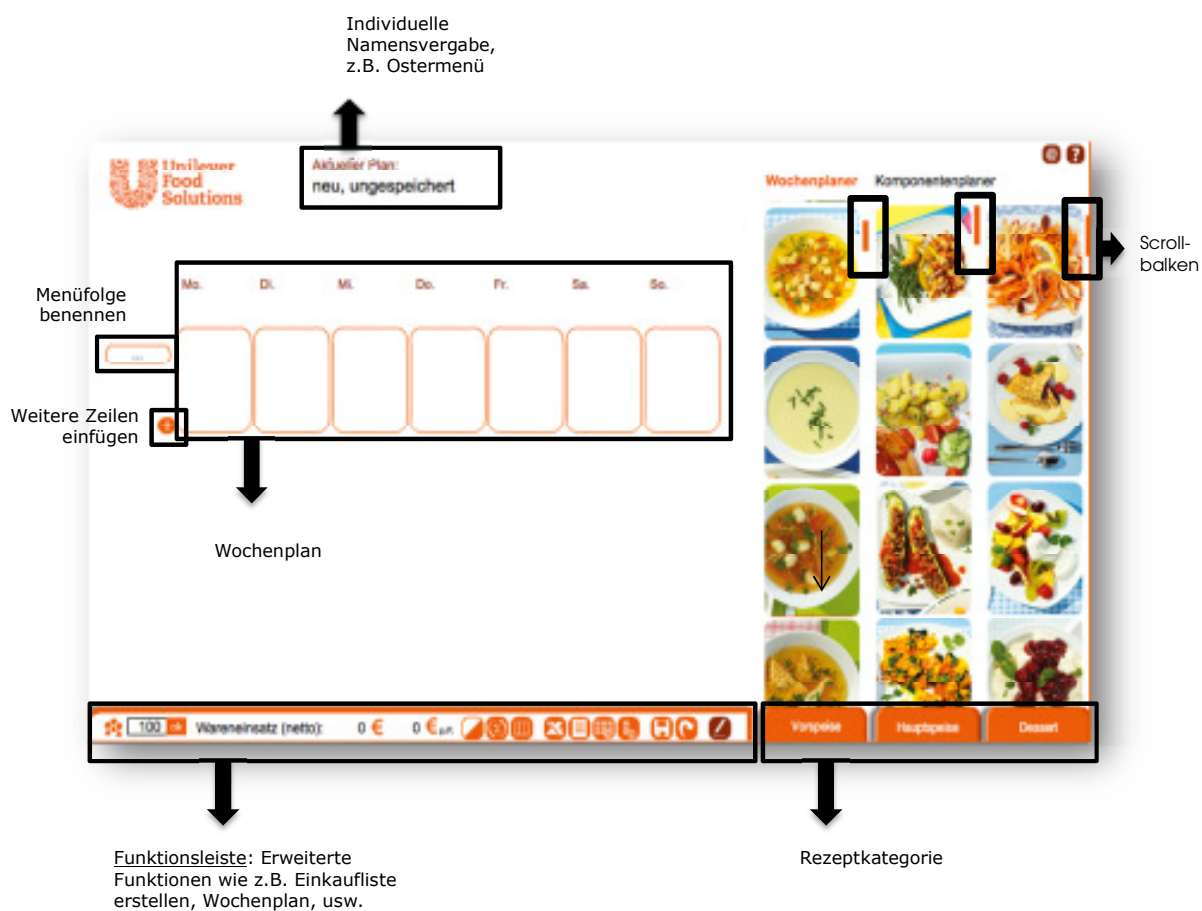 Individuelle
Namensvergabe,
z.B. Ostermenü
Unilever
Food
Solutions
Aktueller Plan:
neu, ungespeichert
?
Wochenplaner Komponentenplaner
Scroll-
balken
Menüfolge
benennen
Mo. Di. Mi. Do. Fr. Sa. So.
Weitere Zeilen
einfügen
Wochenplan
100 ok Wareneinsatz (netto): 0 € 0 € p.P.
Vorspeise Hauptspeise Dessert
Funktionsleiste: Erweiterte
Funktionen wie z.B. Einkaufliste
erstellen, Wochenplan, usw.
Rezeptkategorie